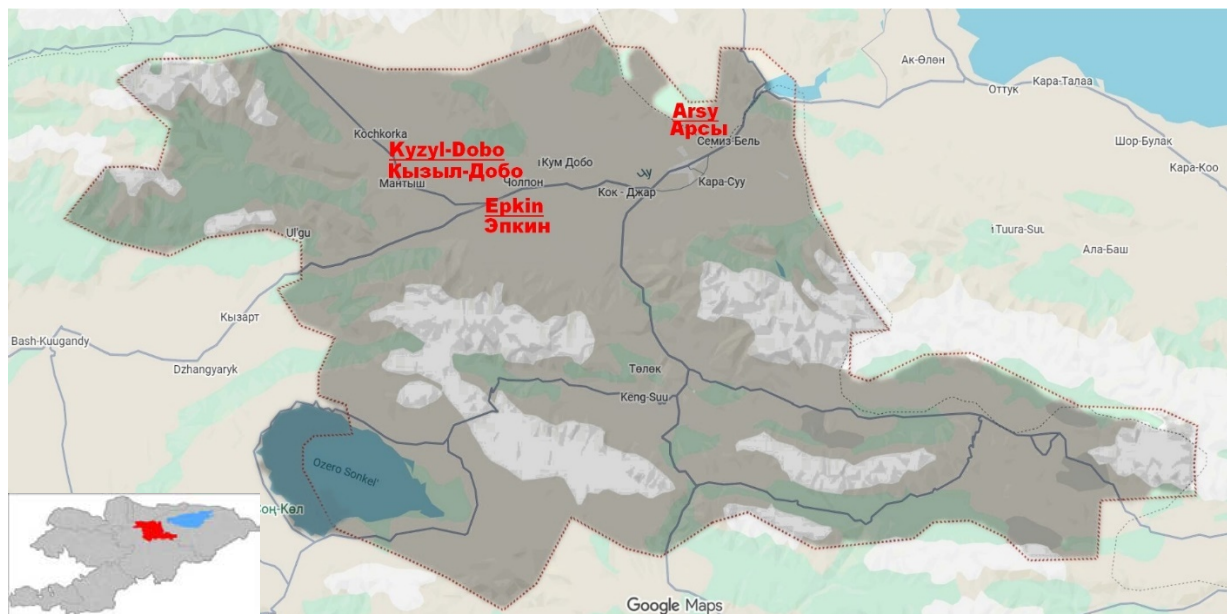 Ак-Өлөн
Кара-Талаа
Оттук
Arsy
Арсы
Семиз-Бель
Шор-Булак
Kochkorka
Kyzyl-Dobo
Кызыл-Добо
Кум Добо
Кара-Коо
Мантыш
Чолпон
Кок - Джар
Кара-Суу
Epkin
Эпкин
Ul'gu
Tuura-Suu
Ала-Баш
Кызарт
Bash-Kuugandy
Dzhangyaryk
Төлөк
Keng-Suu
Ozero Sonkel'
Соң-Көл
Google Maps